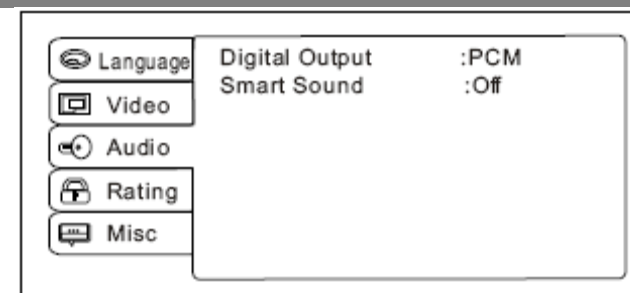 Language
Video
Audio
Rating
Misc
Digital Output :PCM
Smart Sound :Off